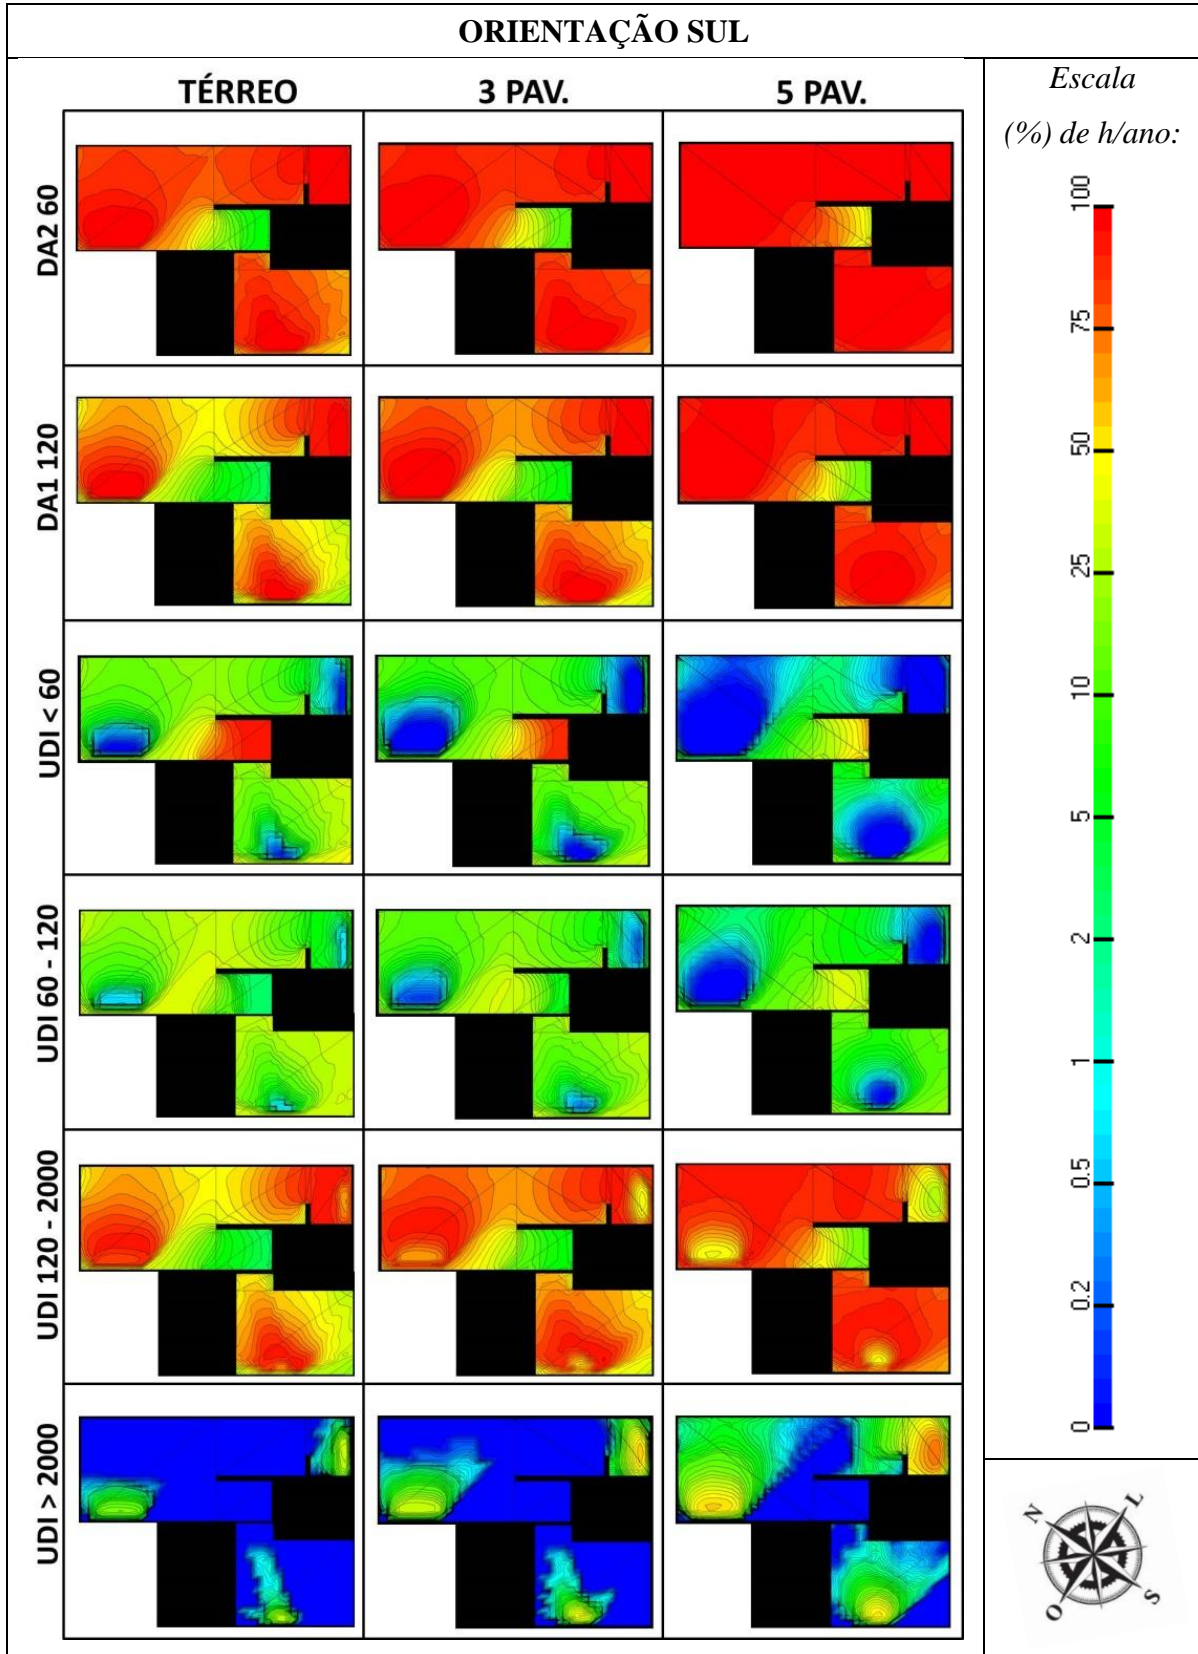 ORIENTAÇÃO SUL
TÉRREO 3 PAV. 5 PAV.
DA2 60
DA1 120
UDI < 60
UDI 60 - 120
UDI 120 - 2000
UDI > 2000
Escala
(%) de h/ano:
100
75
50
25
10
5
2
1
0.5
0.2
0
N L
O S